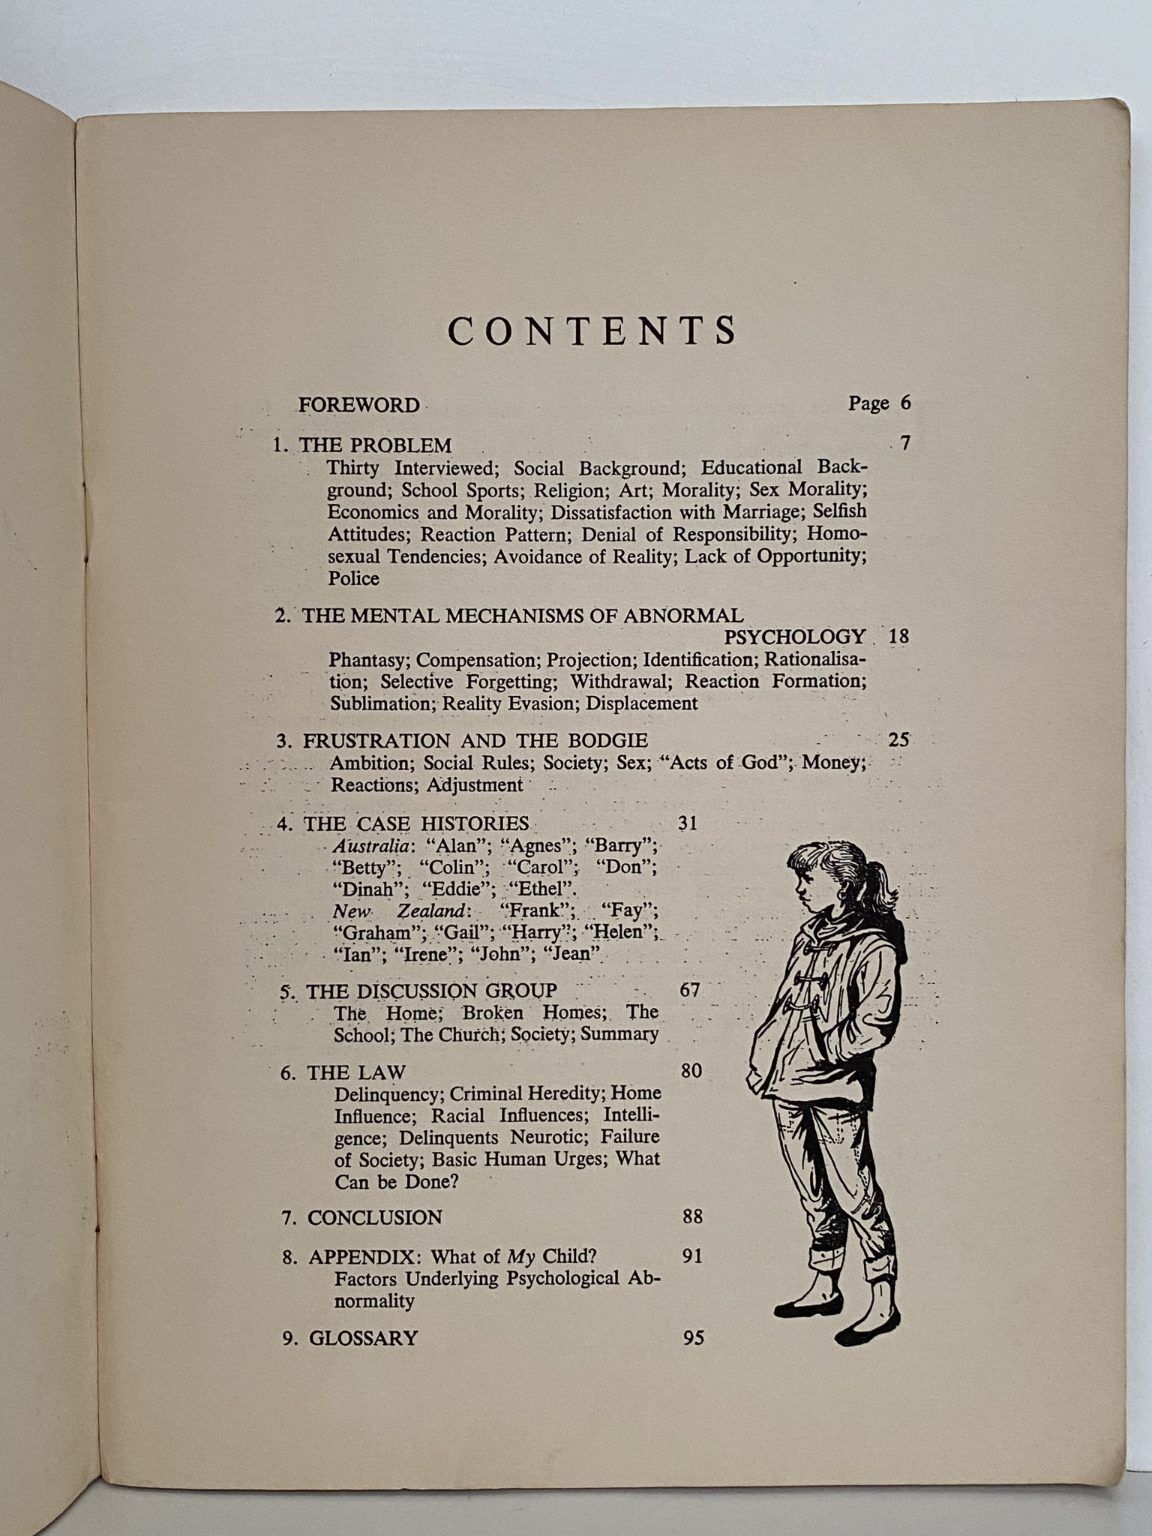 CONTENTS
FOREWORD Page 6
1. THE PROBLEM 7
Thirty Interviewed; Social Background; Educational Back-
ground; School Sports; Religion; Art; Morality; Sex Morality;
Economics and Morality; Dissatisfaction with Marriage; Selfish
Attitudes; Reaction Pattern; Denial of Responsibility; Homo-
sexual Tendencies; Avoidance of Reality; Lack of Opportunity;
Police
2. THE MENTAL MECHANISMS OF ABNORMAL
PSYCHOLOGY 18
Phantasy; Compensation; Projection; Identification; Rationalisa-
tion; Selective Forgetting; Withdrawal; Reaction Formation;
Sublimation; Reality Evasion; Displacement
3. FRUSTRATION AND THE BODGIE 25
Ambition; Social Rules; Society; Sex; “Acts of God”; Money;
Reactions; Adjustment
4. THE CASE HISTORIES 31
Australia: “Alan”; “Agnes”; “Barry”;
“Betty”; “Colin”; “Carol”; “Don”;
“Dinah”; “Eddie”; “Ethel”.
New Zealand: “Frank”; “Fay”;
“Graham”; “Gail”; “Harry”; “Helen”;
“Ian”; “Irene”; “John”; “Jean”
5. THE DISCUSSION GROUP 67
The Home; Broken Homes; The
School; The Church; Society; Summary
6. THE LAW 80
Delinquency; Criminal Heredity; Home
Influence; Racial Influences; Intelli-
gence; Delinquents Neurotic; Failure
of Society; Basic Human Urges; What
Can be Done?
7. CONCLUSION 88
8. APPENDIX: What of My Child? 91
Factors Underlying Psychological Ab-
normality
9. GLOSSARY 95